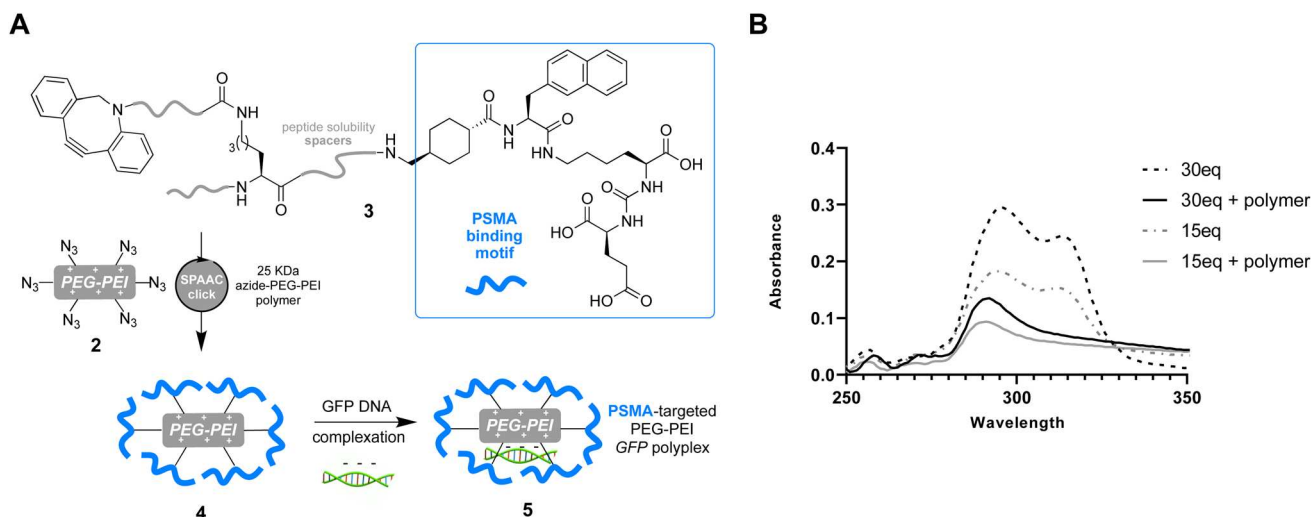 A
B
O
NH
N
peptide solubility
spacers
3
NH
O
3
H
N
O
N
H
O
HN
O
OH
O
NH
O
NH
O
HO
HO
O
PSMA
binding
motif
N3
N3
N3
N3
N3
N3
+ + +
PEG-PEI
+ + +
2
SPAAC
click
25 KDa
azide-PEG-PEI
polymer
+ + +
PEG-PEI
+ + +
4
GFP DNA
complexation
- - -
+ + +
PEG-PEI
+ + +
- - -
5
PSMA-targeted
PEG-PEI
GFP polyplex
Absorbance
0.4
0.3
0.2
0.1
0.0
250
300
350
Wavelength
30eq
30eq + polymer
15eq
15eq + polymer